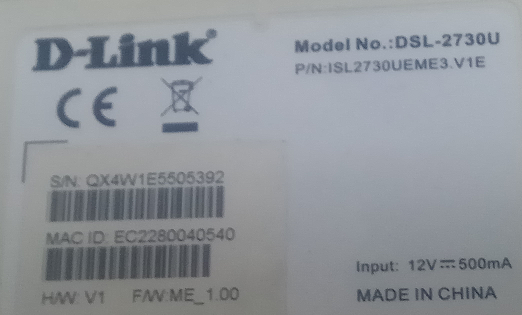 D-Link
Model No.:DSL-2730U
P/N:ISL2730UEME3.V1E
CE
S/N: QX4W1E5505392
MAC ID: EC2280040540
H/W: V1 F/W:ME_1.00
Input: 12V⎓500mA
MADE IN CHINA